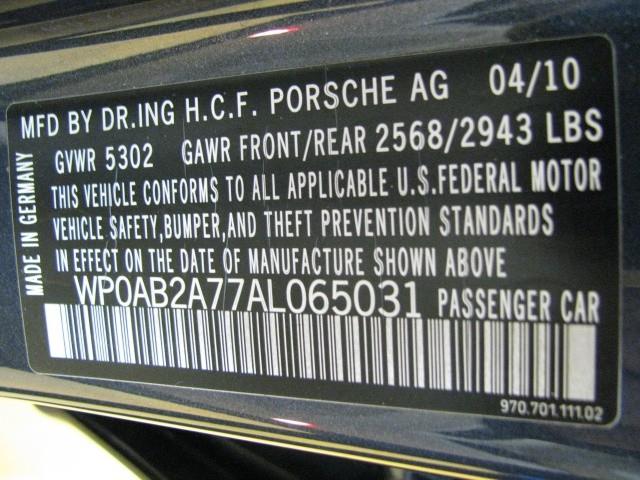 MFD BY DR.ING H.C.F. PORSCHE AG 04/10
GVWR 5302 GAWR FRONT/REAR 2568/2943 LBS
THIS VEHICLE CONFORMS TO ALL APPLICABLE U.S.FEDERAL MOTOR
VEHICLE SAFETY,BUMPER,AND THEFT PREVENTION STANDARDS
IN EFFECT ON THE DATE OF MANUFACTURE SHOWN ABOVE
WP0AB2A77AL065031 PASSENGER CAR
970.701.111.02
MADE IN GERMANY